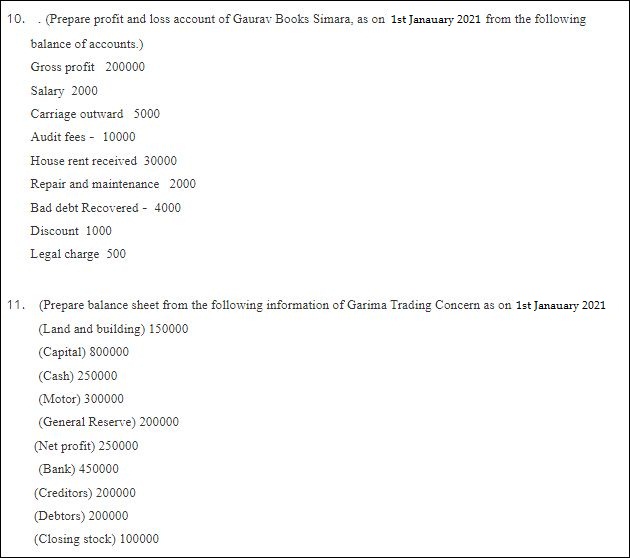 10. . (Prepare profit and loss account of Gaurav Books Simara, as on 1st Janauary 2021 from the following
balance of accounts.)
Gross profit 200000
Salary 2000
Carriage outward 5000
Audit fees - 10000
House rent received 30000
Repair and maintenance 2000
Bad debt Recovered - 4000
Discount 1000
Legal charge 500
11. (Prepare balance sheet from the following information of Garima Trading Concern as on 1st Janauary 2021
(Land and building) 150000
(Capital) 800000
(Cash) 250000
(Motor) 300000
(General Reserve) 200000
(Net profit) 250000
(Bank) 450000
(Creditors) 200000
(Debtors) 200000
(Closing stock) 100000